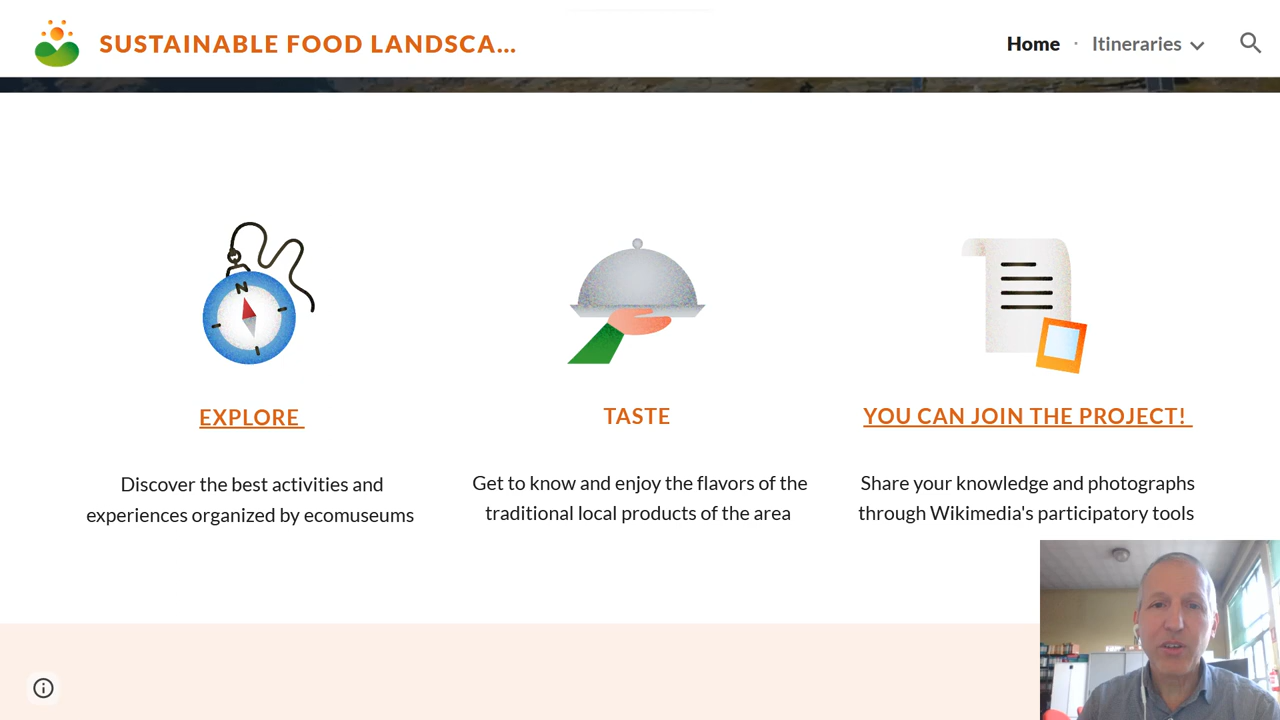 SUSTAINABLE FOOD LANDSCA...
Home · Itineraries
N
EXPLORE
Discover the best activities and
experiences organized by ecomuseums
TASTE
Get to know and enjoy the flavors of the
traditional local products of the area
YOU CAN JOIN THE PROJECT!
Share your knowledge and photographs
through Wikimedia's participatory tools